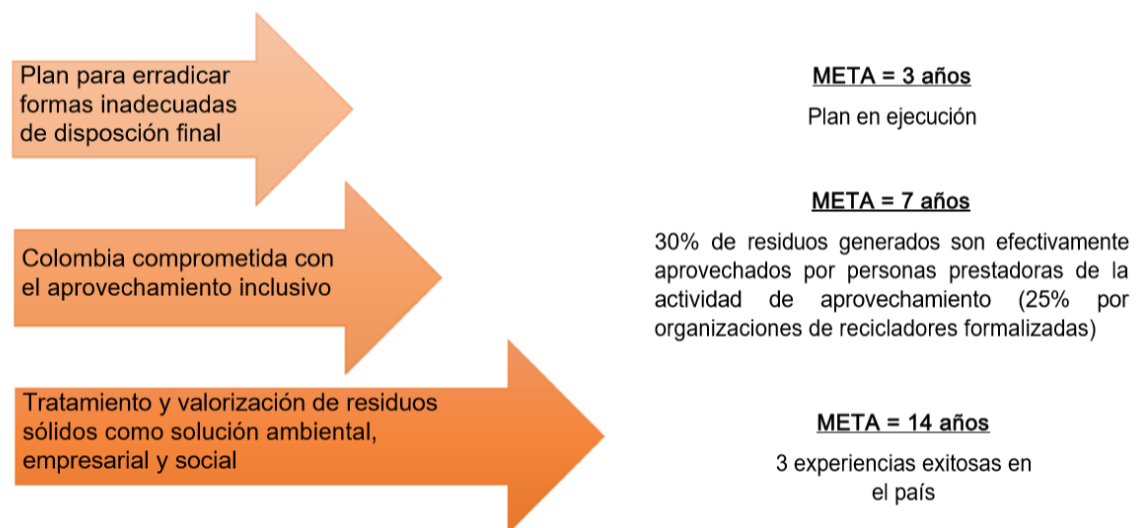 Plan para erradicar
formas inadecuadas
de disposción final
META = 3 años
Plan en ejecución
Colombia comprometida con
el aprovechamiento inclusivo
META = 7 años
30% de residuos generados son efectivamente
aprovechados por personas prestadoras de la
actividad de aprovechamiento (25% por
organizaciones de recicladores formalizadas)
Tratamiento y valorización de residuos
sólidos como solución ambiental,
empresarial y social
META = 14 años
3 experiencias exitosas en
el país